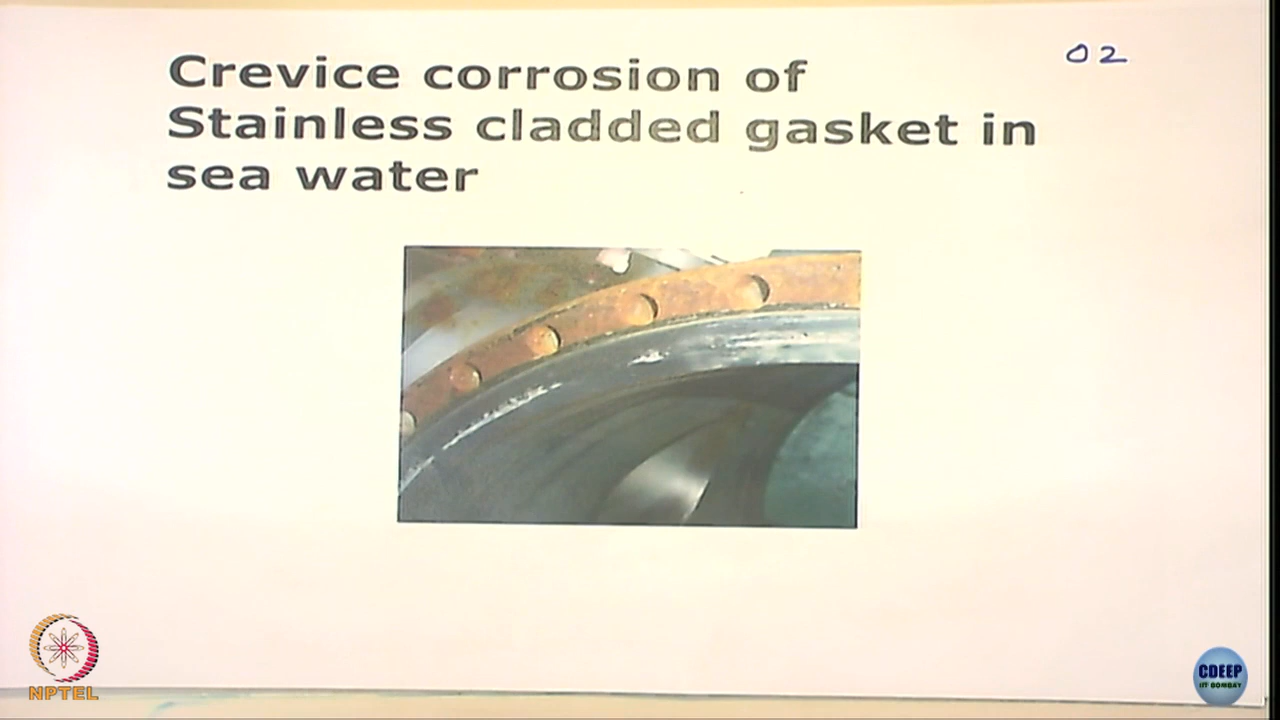 02
Crevice corrosion of
Stainless cladded gasket in
sea water
NPTEL
CDEEP
IIT BOMBAY